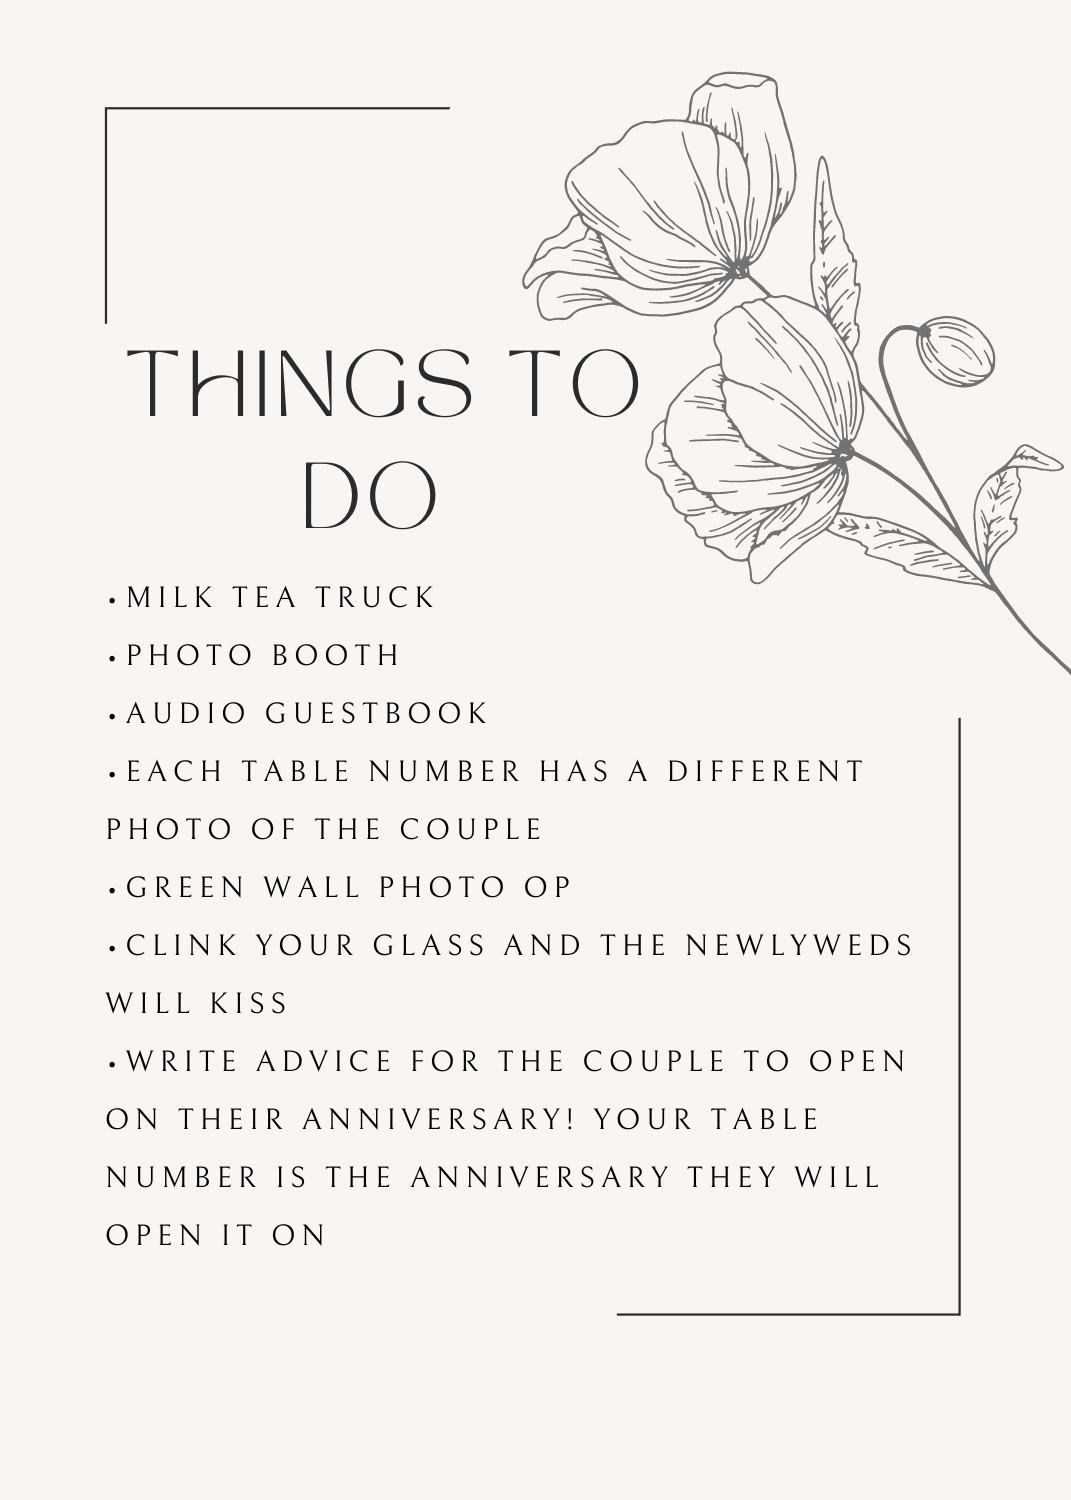 THINGS TO
DO
• MILK TEA TRUCK
• PHOTO BOOTH
• AUDIO GUESTBOOK
• EACH TABLE NUMBER HAS A DIFFERENT
PHOTO OF THE COUPLE
• GREEN WALL PHOTO OP
• CLINK YOUR GLASS AND THE NEWLYWEDS
WILL KISS
• WRITE ADVICE FOR THE COUPLE TO OPEN
ON THEIR ANNIVERSARY! YOUR TABLE
NUMBER IS THE ANNIVERSARY THEY WILL
OPEN IT ON